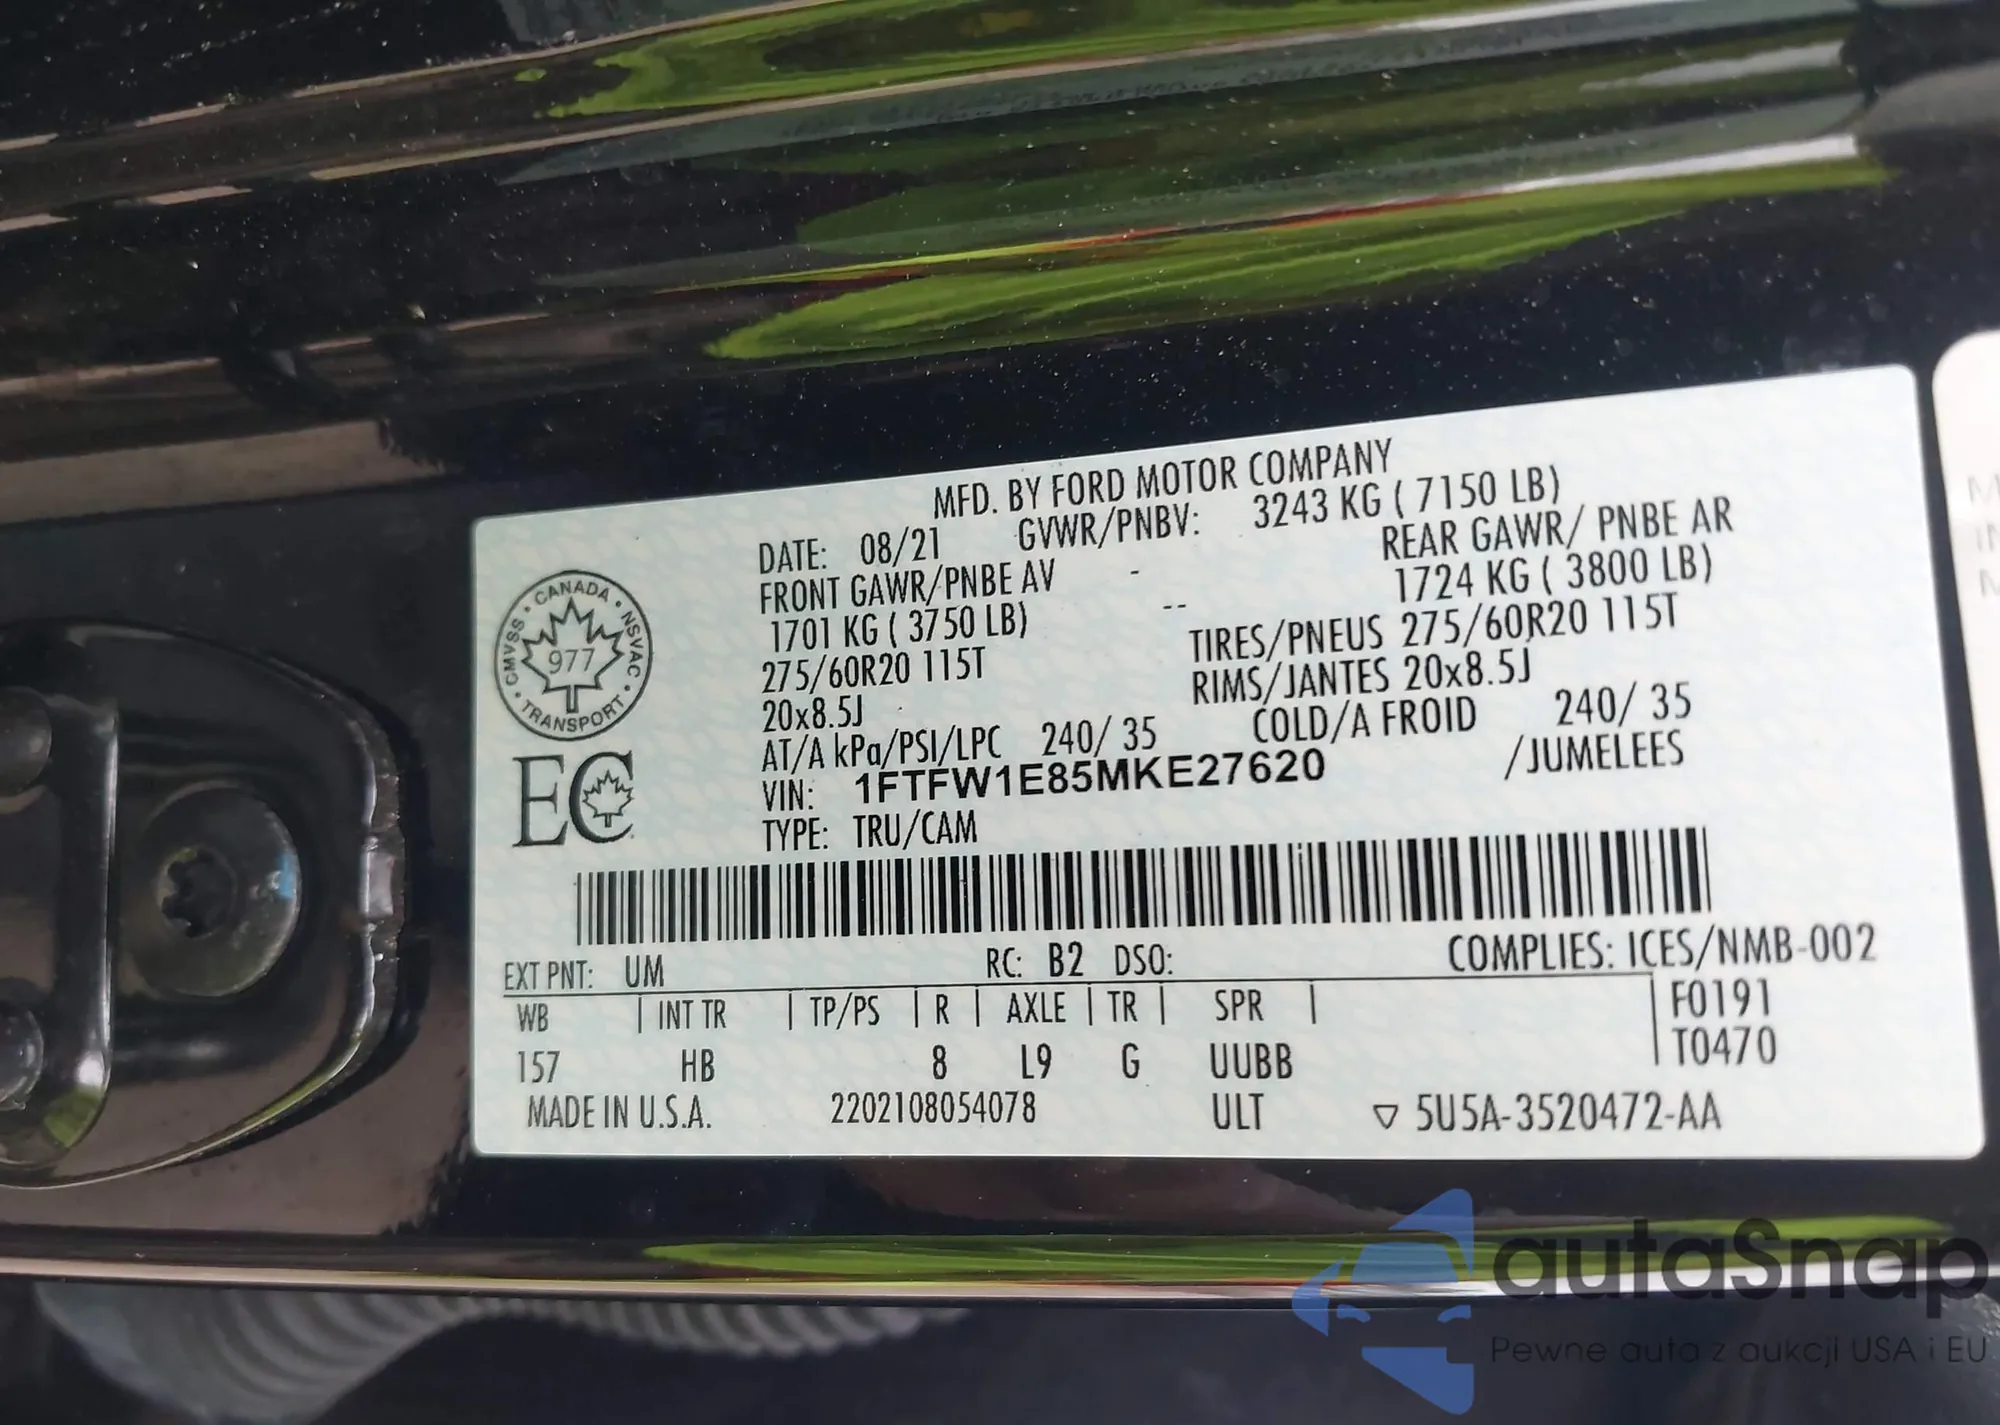 MFD. BY FORD MOTOR COMPANY
DATE: 08/21 GVWR/PNBV: 3243 KG ( 7150 LB)
FRONT GAWR/PNBE AV - REAR GAWR/ PNBE AR
1701 KG ( 3750 LB) -- 1724 KG ( 3800 LB)
275/60R20 115T TIRES/PNEUS 275/60R20 115T
20x8.5J RIMS/JANTES 20x8.5J
AT/A kPa/PSI/LPC 240/ 35 COLD/A FROID 240/ 35
VIN: 1FTFW1E85MKE27620 /JUMELEES
TYPE: TRU/CAM
CANADA • NSVAC • TRANSPORT • CMVSS •
977
EC
EXT PNT: UM RC: B2 DSO: COMPLIES: ICES/NMB-002
WB | INT TR | TP/PS | R | AXLE | TR | SPR | F0191
T0470
157 HB 8 L9 G UUBB
MADE IN U.S.A. 2202108054078 ULT ▽ 5U5A-3520472-AA
autaSnap
Pewne auta z aukcji USA i EU